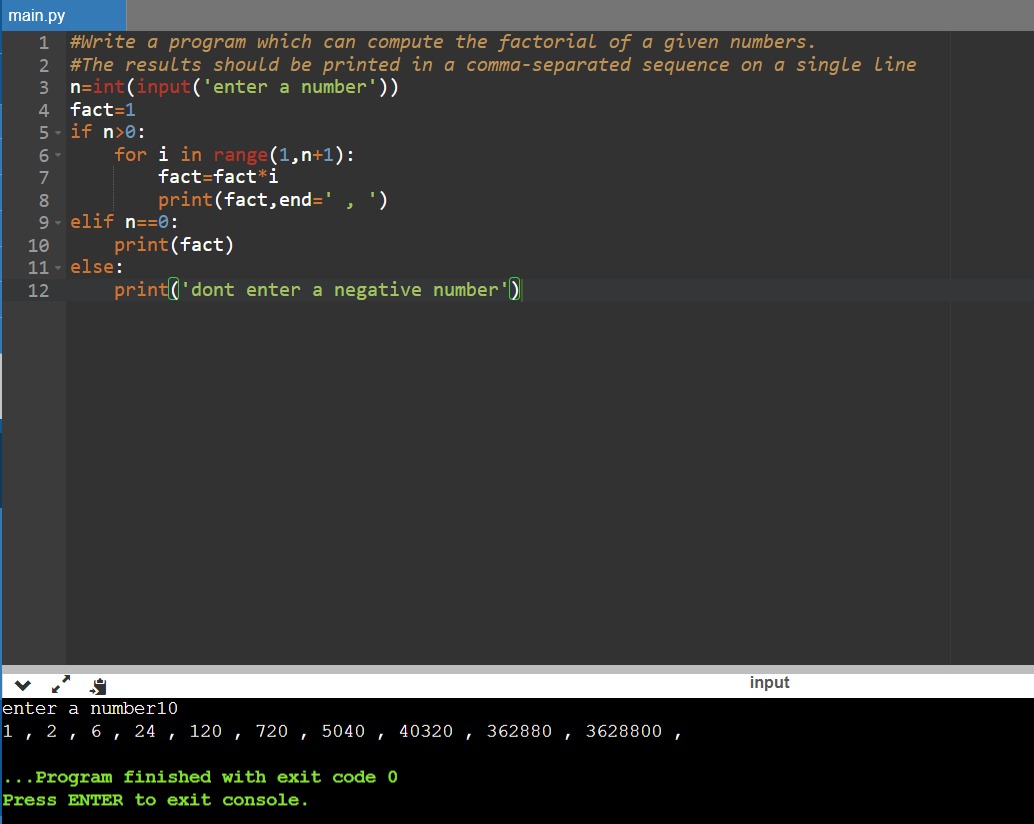 main.py
1 #Write a program which can compute the factorial of a given numbers.
2 #The results should be printed in a comma-separated sequence on a single line
3 n=int(input('enter a number'))
4 fact=1
5 if n>0:
6     for i in range(1,n+1):
7         fact=fact*i
8         print(fact,end=' , ')
9 elif n==0:
10     print(fact)
11 else:
12     print('dont enter a negative number')
input
enter a number10
1 , 2 , 6 , 24 , 120 , 720 , 5040 , 40320 , 362880 , 3628800 ,
...Program finished with exit code 0
Press ENTER to exit console.